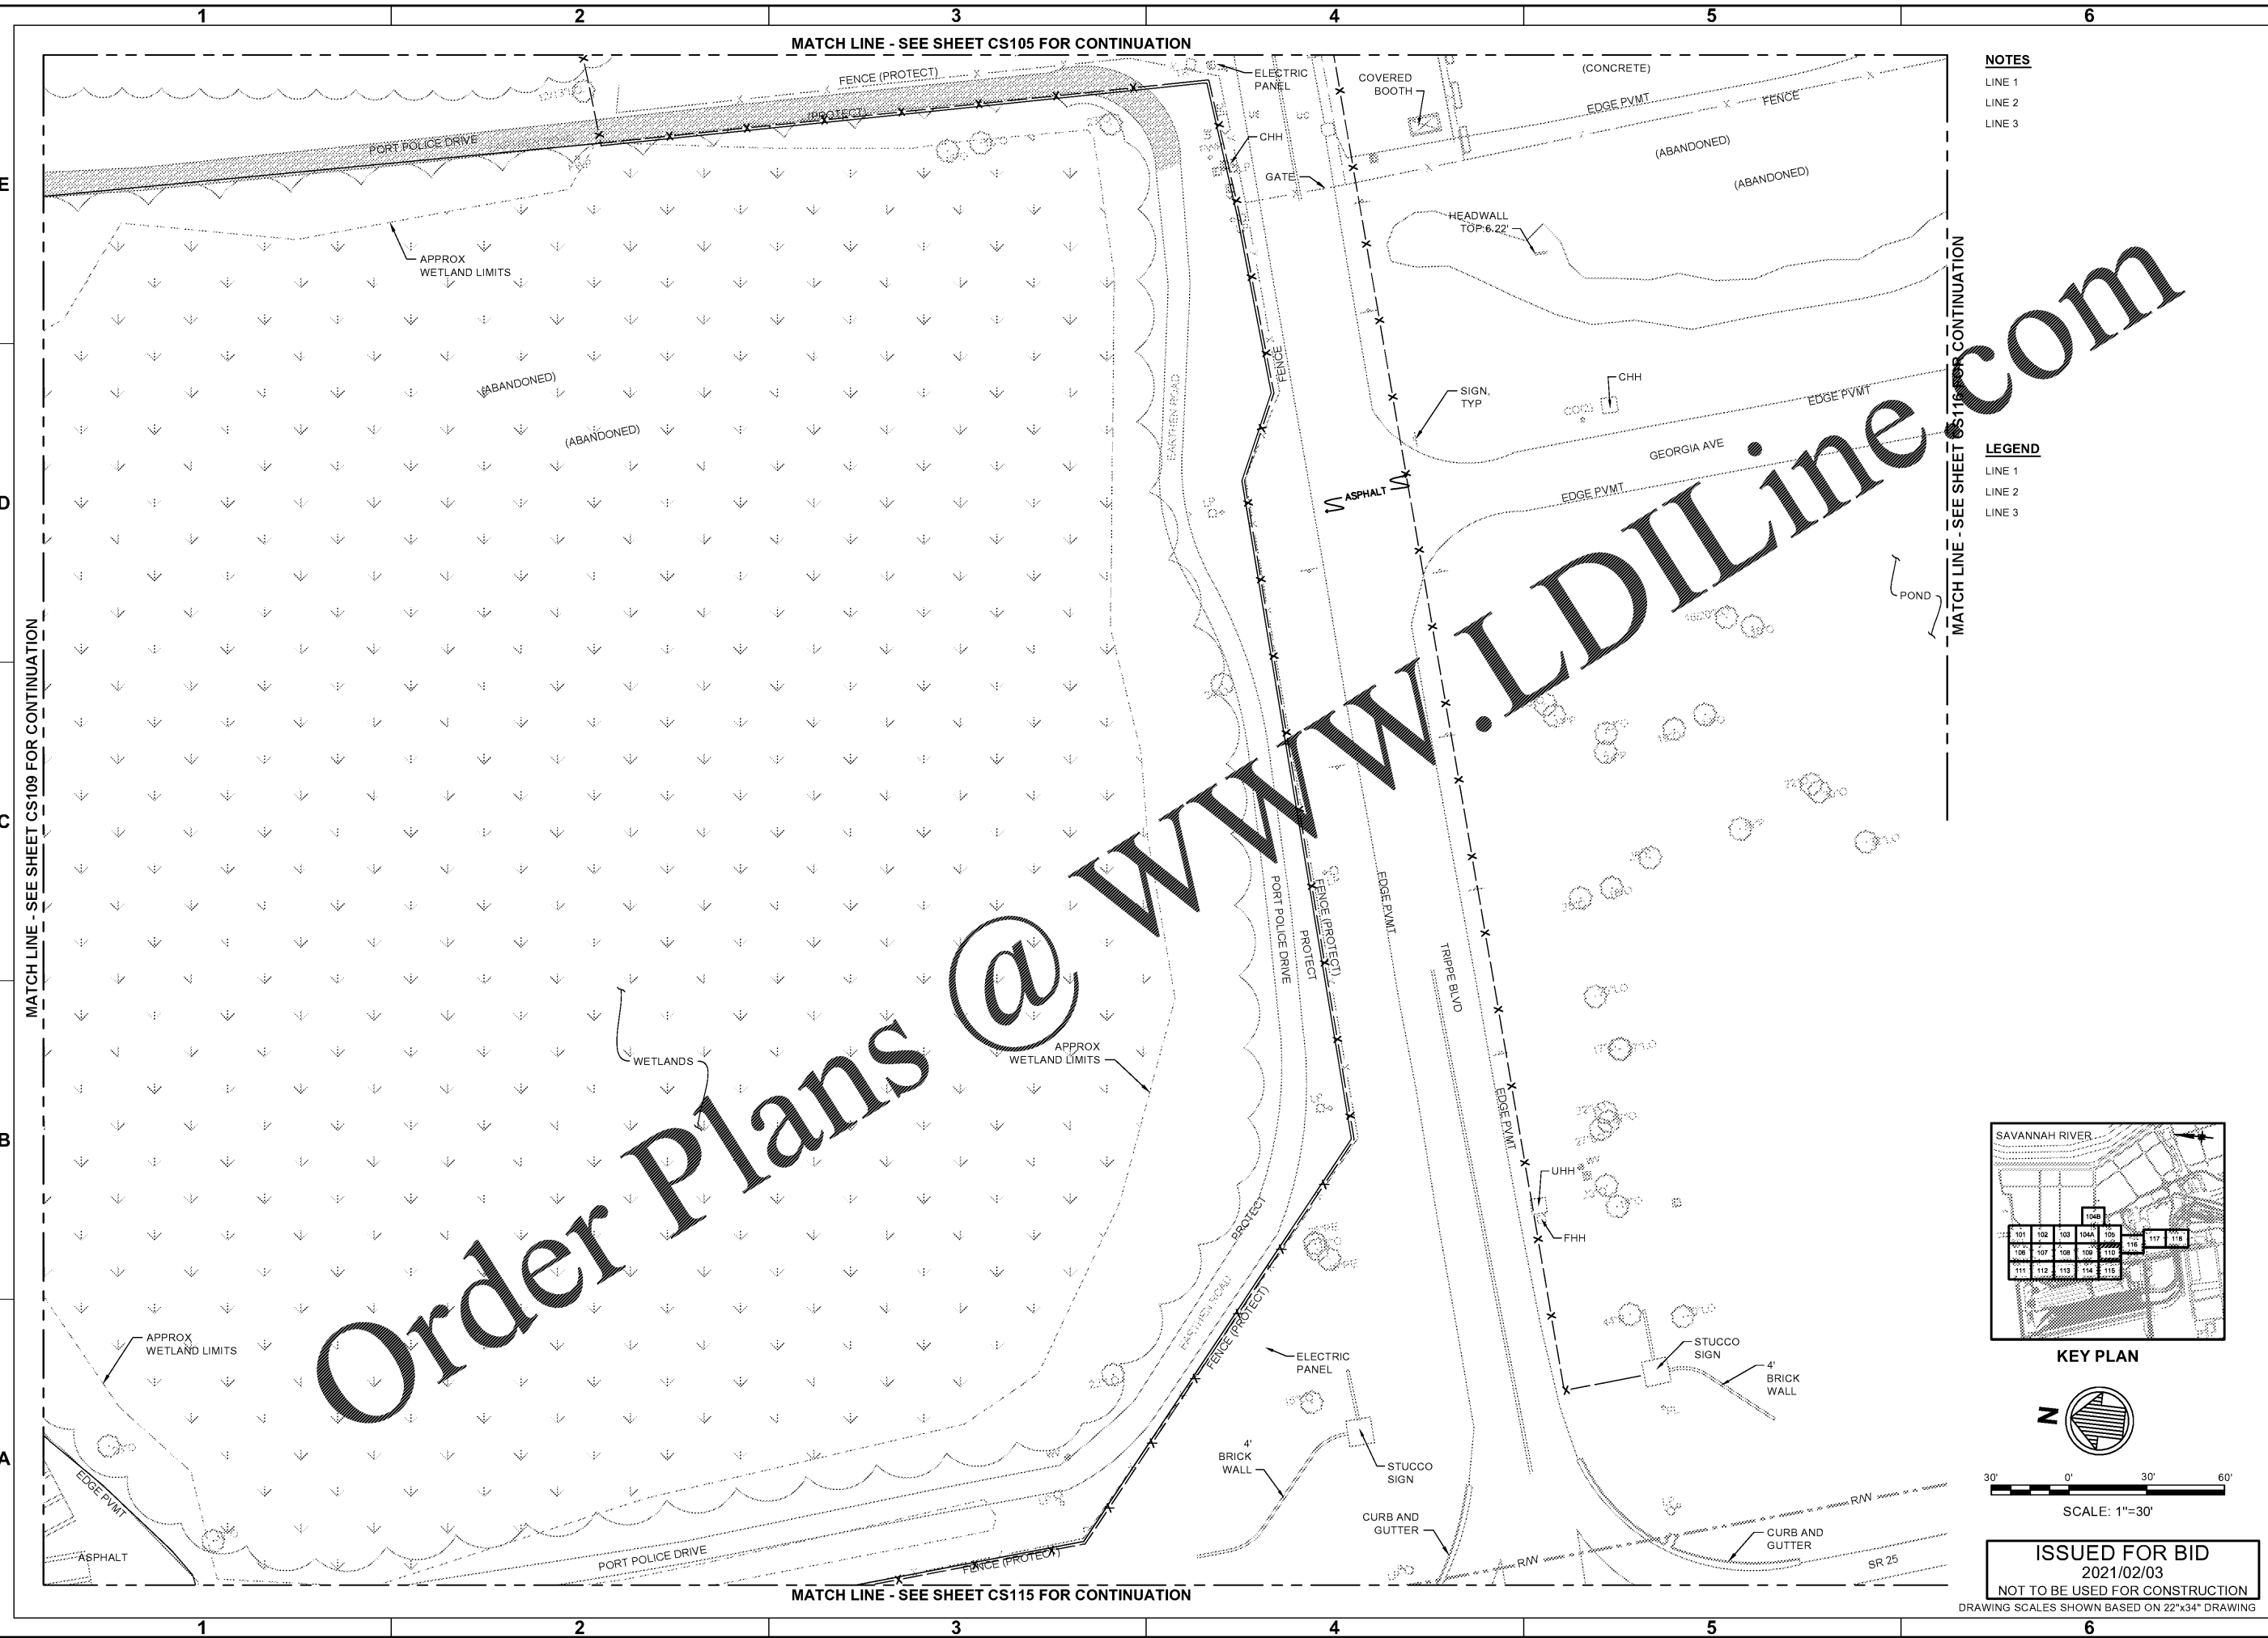 1 2 3 4 5 6
MATCH LINE - SEE SHEET CS105 FOR CONTINUATION
NOTES
LINE 1
LINE 2
LINE 3
FENCE (PROTECT)
(PROTECT)
PORT POLICE DRIVE
ELECTRIC
PANEL
COVERED
BOOTH
(CONCRETE)
EDGE PVMT
FENCE
CHH
(ABANDONED)
(ABANDONED)
GATE
E
HEADWALL
TOP:6.22'
APPROX
WETLAND LIMITS
MATCH LINE - SEE SHEET CS116 FOR CONTINUATION
FENCE
EARTHEN ROAD
(ABANDONED)
(ABANDONED)
SIGN,
TYP
CHH
EDGE PVMT
GEORGIA AVE
EDGE PVMT
ASPHALT
LEGEND
LINE 1
LINE 2
LINE 3
D
LP
POND
MATCH LINE - SEE SHEET CS109 FOR CONTINUATION
C
Order Plans @ www.LDILine.com
PORT POLICE DRIVE
PROTECT
FENCE (PROTECT)
EDGE PVMT
TRIPPE BLVD
EDGE PVMT
WETLANDS
APPROX
WETLAND LIMITS
B
UHH
FHH
PROTECT
EARTHEN ROAD
FENCE (PROTECT)
SAVANNAH RIVER
104B
101 102 103 104A 105
106 107 108 109 110 116 117 118
111 112 113 114 115
KEY PLAN
APPROX
WETLAND LIMITS
ELECTRIC
PANEL
STUCCO
SIGN
4'
BRICK
WALL
N
A
EDGE PVMT
ASPHALT
4'
BRICK
WALL
STUCCO
SIGN
CURB AND
GUTTER
R/W
R/W
CURB AND
GUTTER
SR 25
30' 0' 30' 60'
SCALE: 1"=30'
PORT POLICE DRIVE
FENCE (PROTECT)
MATCH LINE - SEE SHEET CS115 FOR CONTINUATION
ISSUED FOR BID
2021/02/03
NOT TO BE USED FOR CONSTRUCTION
DRAWING SCALES SHOWN BASED ON 22"x34" DRAWING
1 2 3 4 5 6